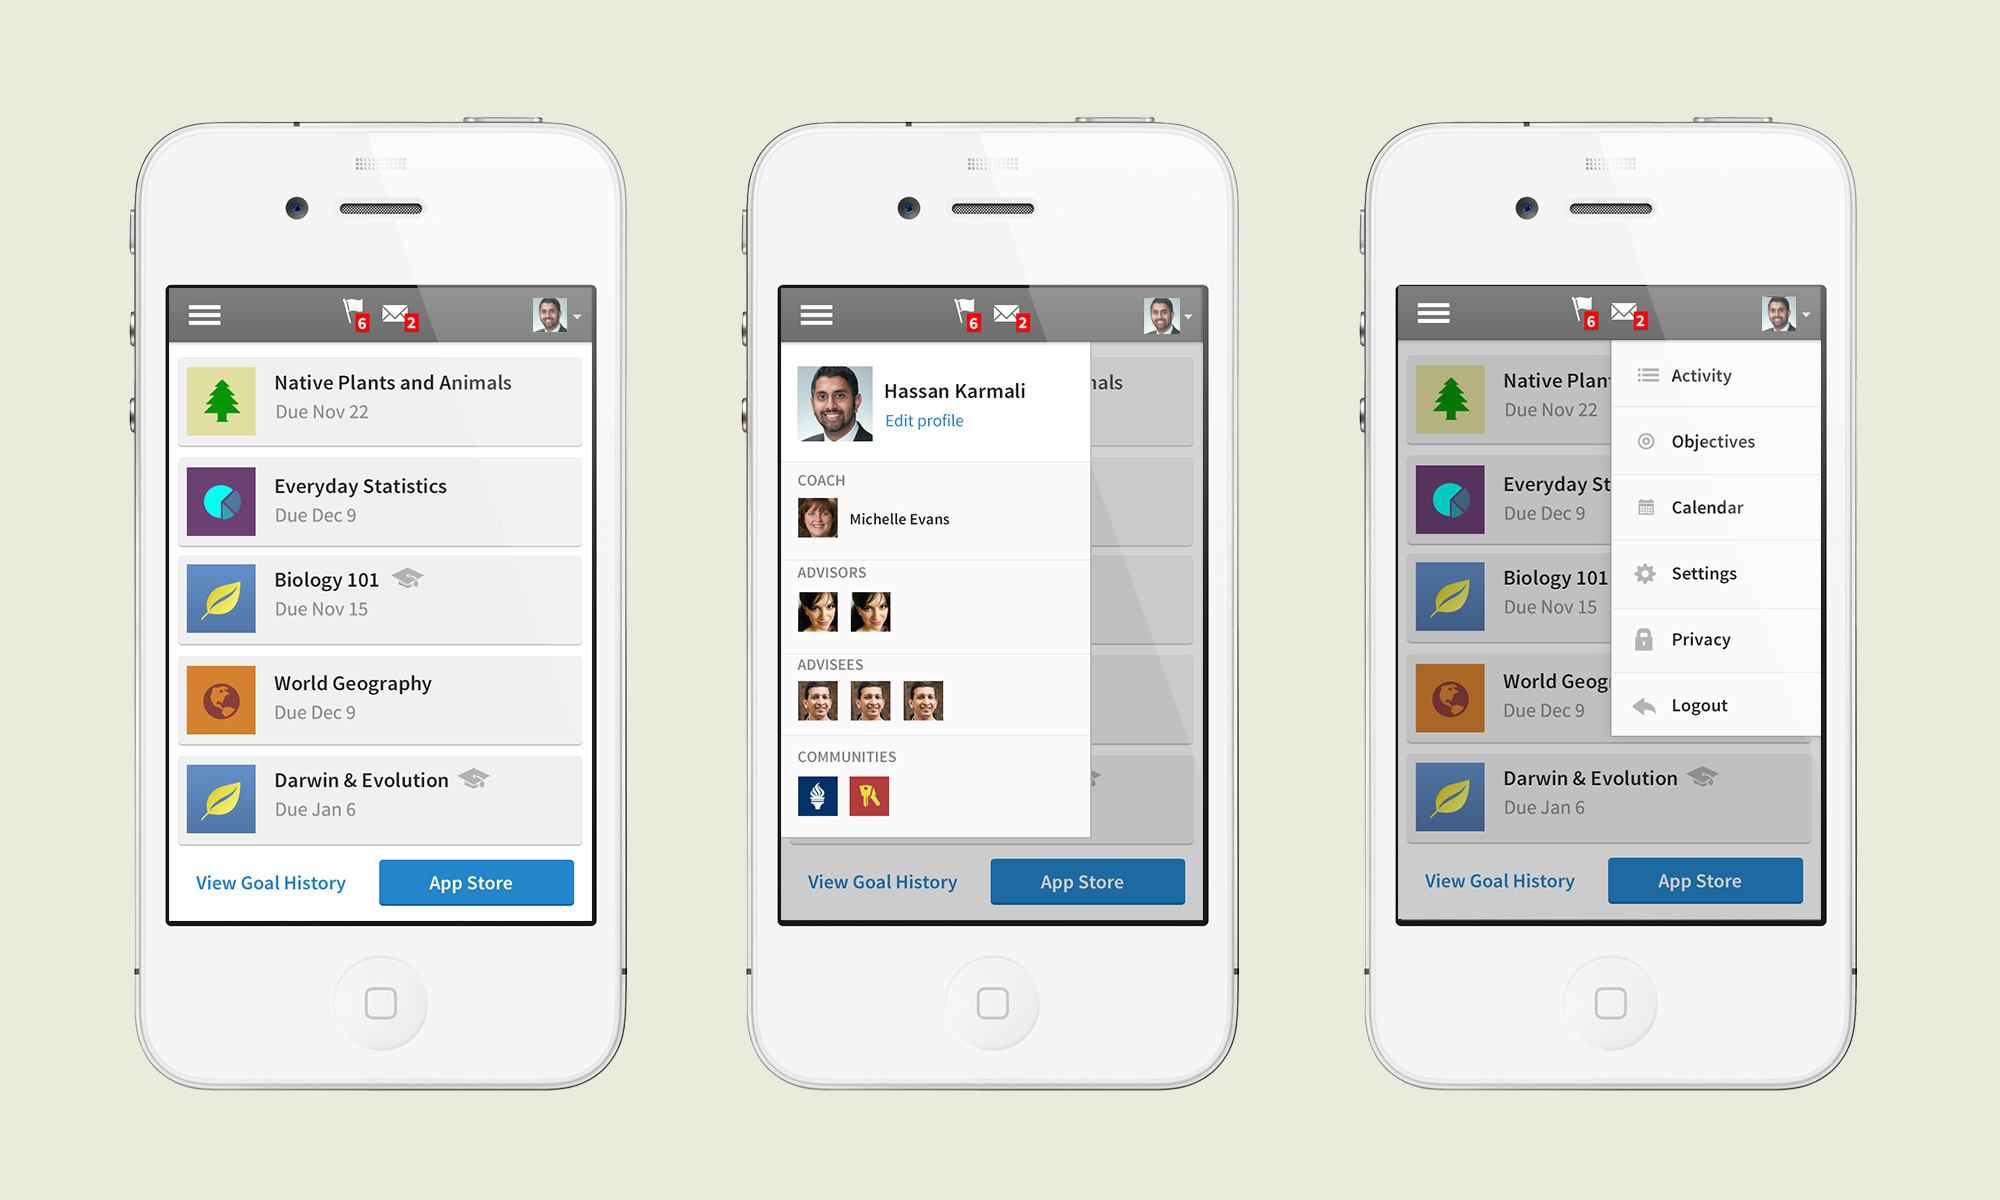 6
2
Native Plants and Animals
Due Nov 22
Everyday Statistics
Due Dec 9
Biology 101
Due Nov 15
World Geography
Due Dec 9
Darwin & Evolution
Due Jan 6
View Goal History
App Store
6
2
Hassan Karmali
Edit profile
COACH
Michelle Evans
ADVISORS
ADVISEES
COMMUNITIES
nals
View Goal History
App Store
6
2
Native Plan
Due Nov 22
Everyday St
Due Dec 9
Biology 101
Due Nov 15
World Geog
Due Dec 9
Darwin & Evolution
Due Jan 6
Activity
Objectives
Calendar
Settings
Privacy
Logout
View Goal History
App Store